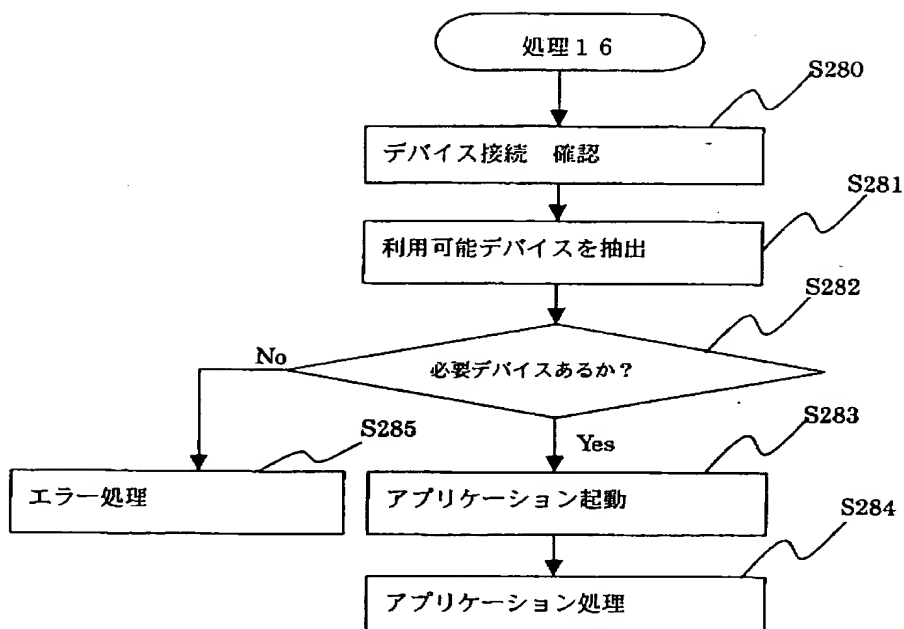 処理１６
S280
デバイス接続　確認
S281
利用可能デバイスを抽出
S282
必要デバイスあるか？
No
Yes
S285
エラー処理
S283
アプリケーション起動
S284
アプリケーション処理